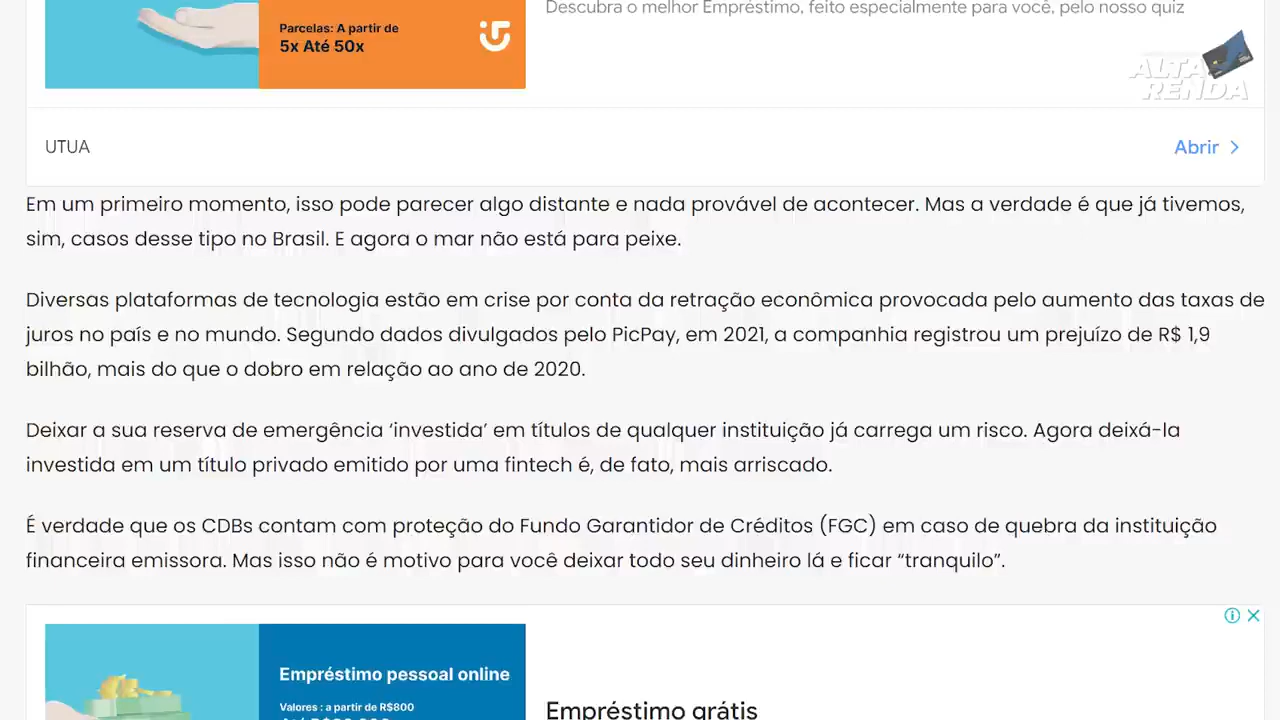 Descubra o melhor Empréstimo, feito especialmente para você, pelo nosso quiz
Parcelas: A partir de
5x Até 50x
ALTA
RENDA
UTUA
Abrir
Em um primeiro momento, isso pode parecer algo distante e nada provável de acontecer. Mas a verdade é que já tivemos,
sim, casos desse tipo no Brasil. E agora o mar não está para peixe.
Diversas plataformas de tecnologia estão em crise por conta da retração econômica provocada pelo aumento das taxas de
juros no país e no mundo. Segundo dados divulgados pelo PicPay, em 2021, a companhia registrou um prejuízo de R$ 1,9
bilhão, mais do que o dobro em relação ao ano de 2020.
Deixar a sua reserva de emergência ‘investida’ em títulos de qualquer instituição já carrega um risco. Agora deixá-la
investida em um título privado emitido por uma fintech é, de fato, mais arriscado.
É verdade que os CDBs contam com proteção do Fundo Garantidor de Créditos (FGC) em caso de quebra da instituição
financeira emissora. Mas isso não é motivo para você deixar todo seu dinheiro lá e ficar “tranquilo”.
Empréstimo pessoal online
Valores : a partir de R$800
Empréstimo grátis